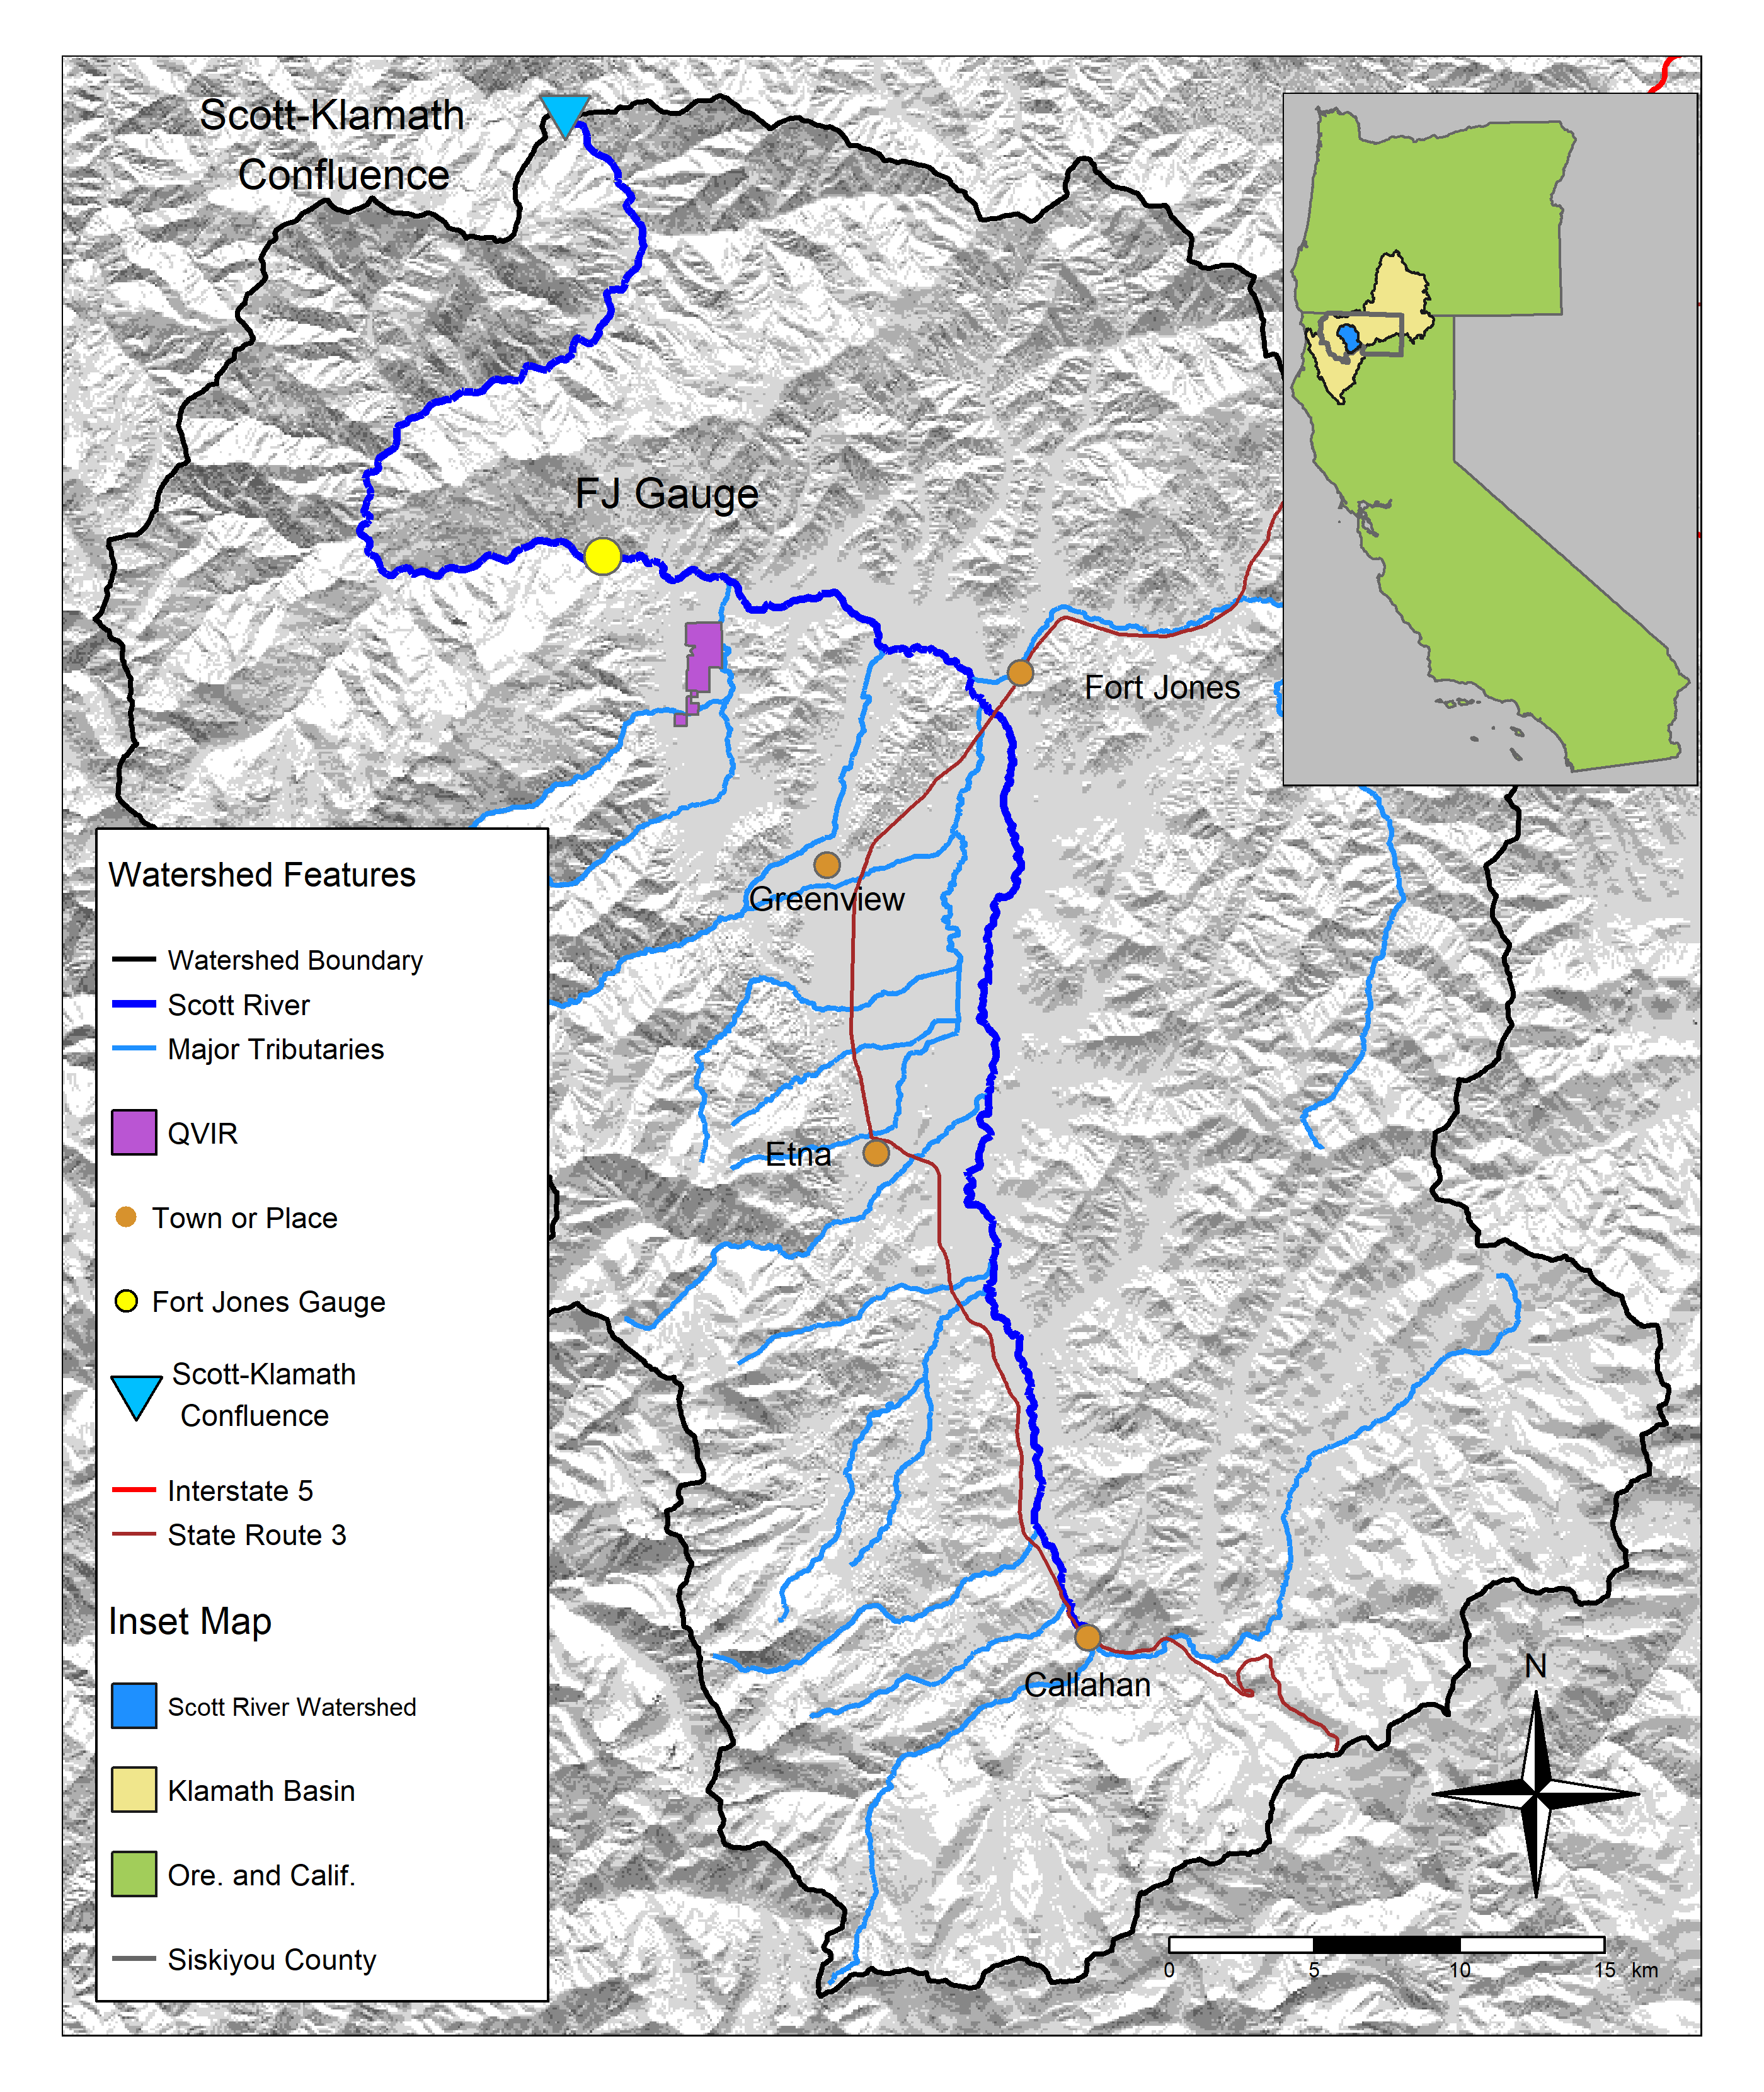 Scott-Klamath
Confluence
FJ Gauge
Fort Jones
Greenview
Etna
Callahan
N
0 5 10 15 km
Watershed Features
Watershed Boundary
Scott River
Major Tributaries
QVIR
Town or Place
Fort Jones Gauge
Scott-Klamath
Confluence
Interstate 5
State Route 3
Inset Map
Scott River Watershed
Klamath Basin
Ore. and Calif.
Siskiyou County